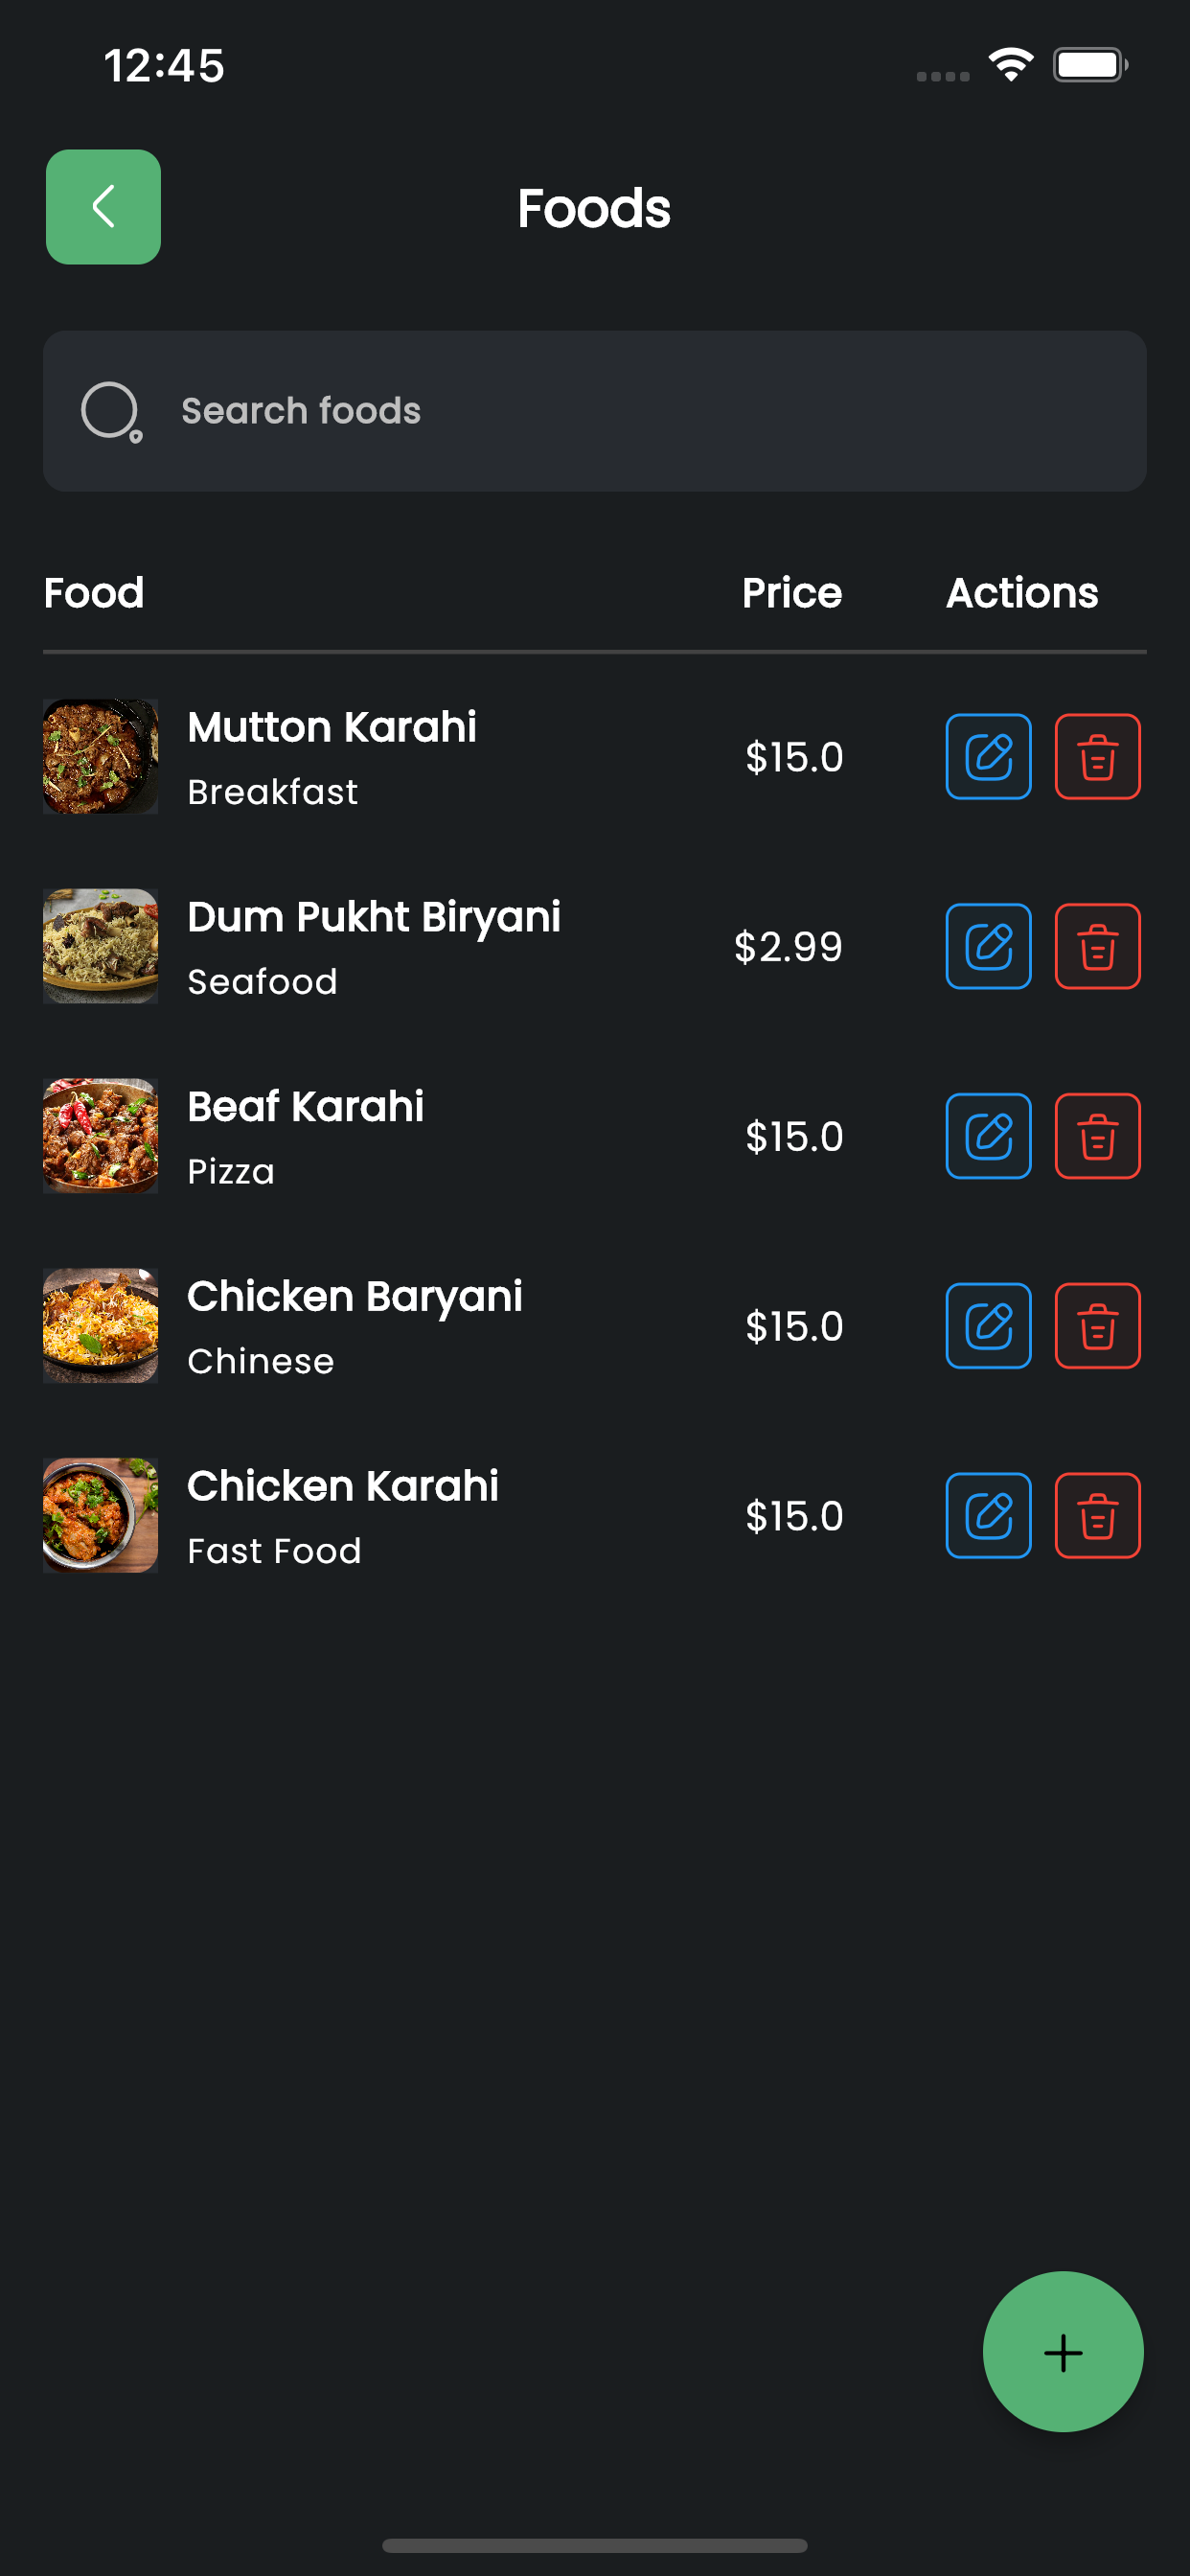 12:45
Foods
Search foods
Food Price Actions
Mutton Karahi
Breakfast
$15.0
Dum Pukht Biryani
Seafood
$2.99
Beaf Karahi
Pizza
$15.0
Chicken Baryani
Chinese
$15.0
Chicken Karahi
Fast Food
$15.0